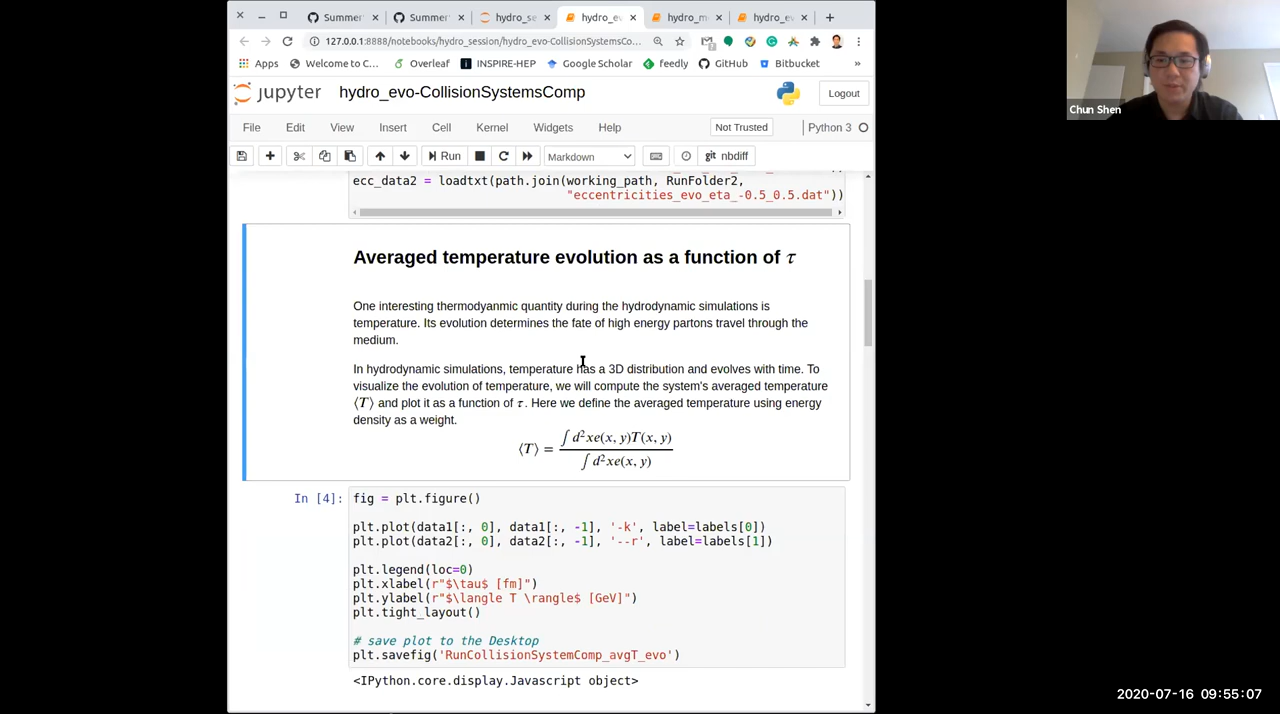 Summer
Summer
hydro_se
hydro_ev
hydro_m
hydro_ev
127.0.0.1:8888/notebooks/hydro_session/hydro_evo-CollisionSystemsCo...
Apps
Welcome to C...
Overleaf
INSPIRE-HEP
Google Scholar
feedly
GitHub
Bitbucket
»
Chun Shen
jupyter
hydro_evo-CollisionSystemsComp
Logout
File Edit View Insert Cell Kernel Widgets Help
Not Trusted
Python 3
Run
Markdown
git nbdiff
ecc_data2 = loadtxt(path.join(working_path, RunFolder2,
"eccentricities_evo_eta_-0.5_0.5.dat"))
Averaged temperature evolution as a function of τ
One interesting thermodyanmic quantity during the hydrodynamic simulations is
temperature. Its evolution determines the fate of high energy partons travel through the
medium.
In hydrodynamic simulations, temperature has a 3D distribution and evolves with time. To
visualize the evolution of temperature, we will compute the system's averaged temperature
⟨T⟩ and plot it as a function of τ. Here we define the averaged temperature using energy
density as a weight.
⟨T⟩ = ∫ d²xe(x, y)T(x, y)
∫ d²xe(x, y)
In [4]: fig = plt.figure()
plt.plot(data1[:, 0], data1[:, -1], '-k', label=labels[0])
plt.plot(data2[:, 0], data2[:, -1], '--r', label=labels[1])
plt.legend(loc=0)
plt.xlabel(r"$\tau$ [fm]")
plt.ylabel(r"$\langle T \rangle$ [GeV]")
plt.tight_layout()
# save plot to the Desktop
plt.savefig('RunCollisionSystemComp_avgT_evo')
<IPython.core.display.Javascript object>
2020-07-16 09:55:07